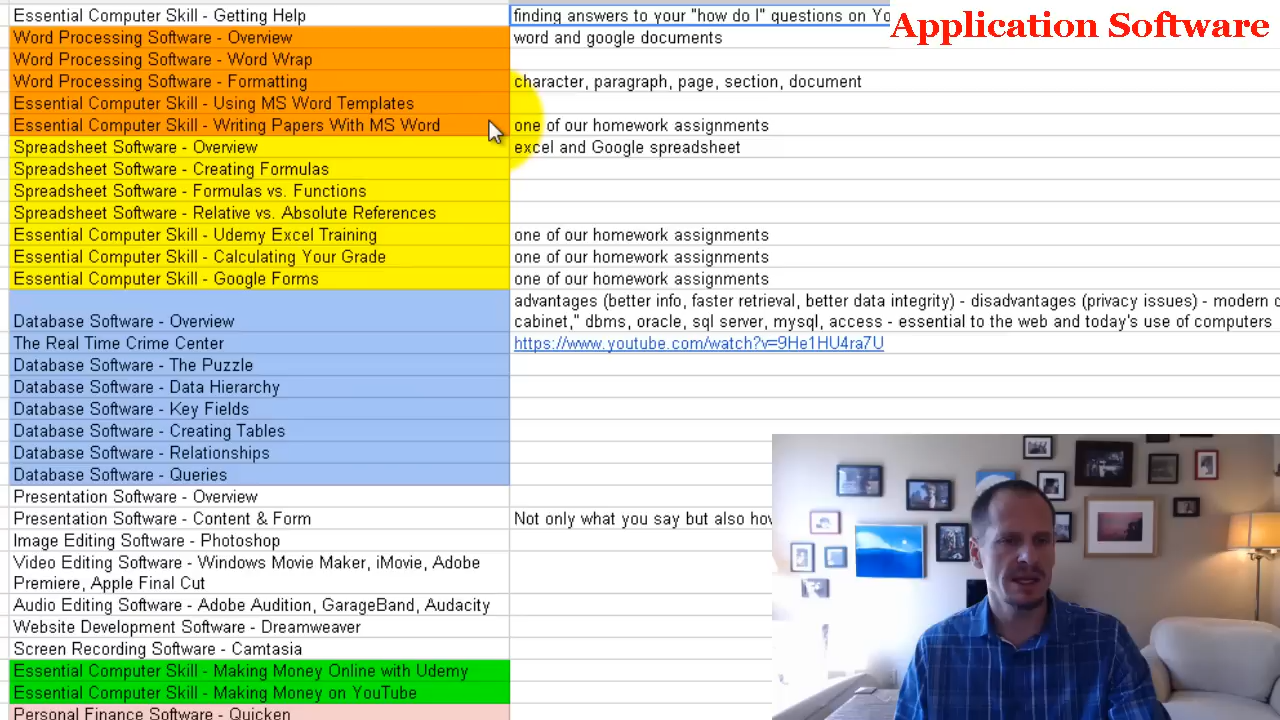 Application Software
Essential Computer Skill - Getting Help finding answers to your "how do I" questions on
Word Processing Software - Overview word and google documents
Word Processing Software - Word Wrap
Word Processing Software - Formatting character, paragraph, page, section, document
Essential Computer Skill - Using MS Word Templates
Essential Computer Skill - Writing Papers With MS Word one of our homework assignments
Spreadsheet Software - Overview excel and Google spreadsheet
Spreadsheet Software - Creating Formulas
Spreadsheet Software - Formulas vs. Functions
Spreadsheet Software - Relative vs. Absolute References
Essential Computer Skill - Udemy Excel Training one of our homework assignments
Essential Computer Skill - Calculating Your Grade one of our homework assignments
Essential Computer Skill - Google Forms one of our homework assignments
advantages (better info, faster retrieval, better data integrity) - disadvantages (privacy issues) - modern
Database Software - Overview cabinet," dbms, oracle, sql server, mysql, access - essential to the web and today's use of computers
The Real Time Crime Center https://www.youtube.com/watch?v=9He1HU4ra7U
Database Software - The Puzzle
Database Software - Data Hierarchy
Database Software - Key Fields
Database Software - Creating Tables
Database Software - Relationships
Database Software - Queries
Presentation Software - Overview
Presentation Software - Content & Form Not only what you say but also
Image Editing Software - Photoshop
Video Editing Software - Windows Movie Maker, iMovie, Adobe
Premiere, Apple Final Cut
Audio Editing Software - Adobe Audition, GarageBand, Audacity
Website Development Software - Dreamweaver
Screen Recording Software - Camtasia
Essential Computer Skill - Making Money Online with Udemy
Essential Computer Skill - Making Money on YouTube
Personal Finance Software - Quicken